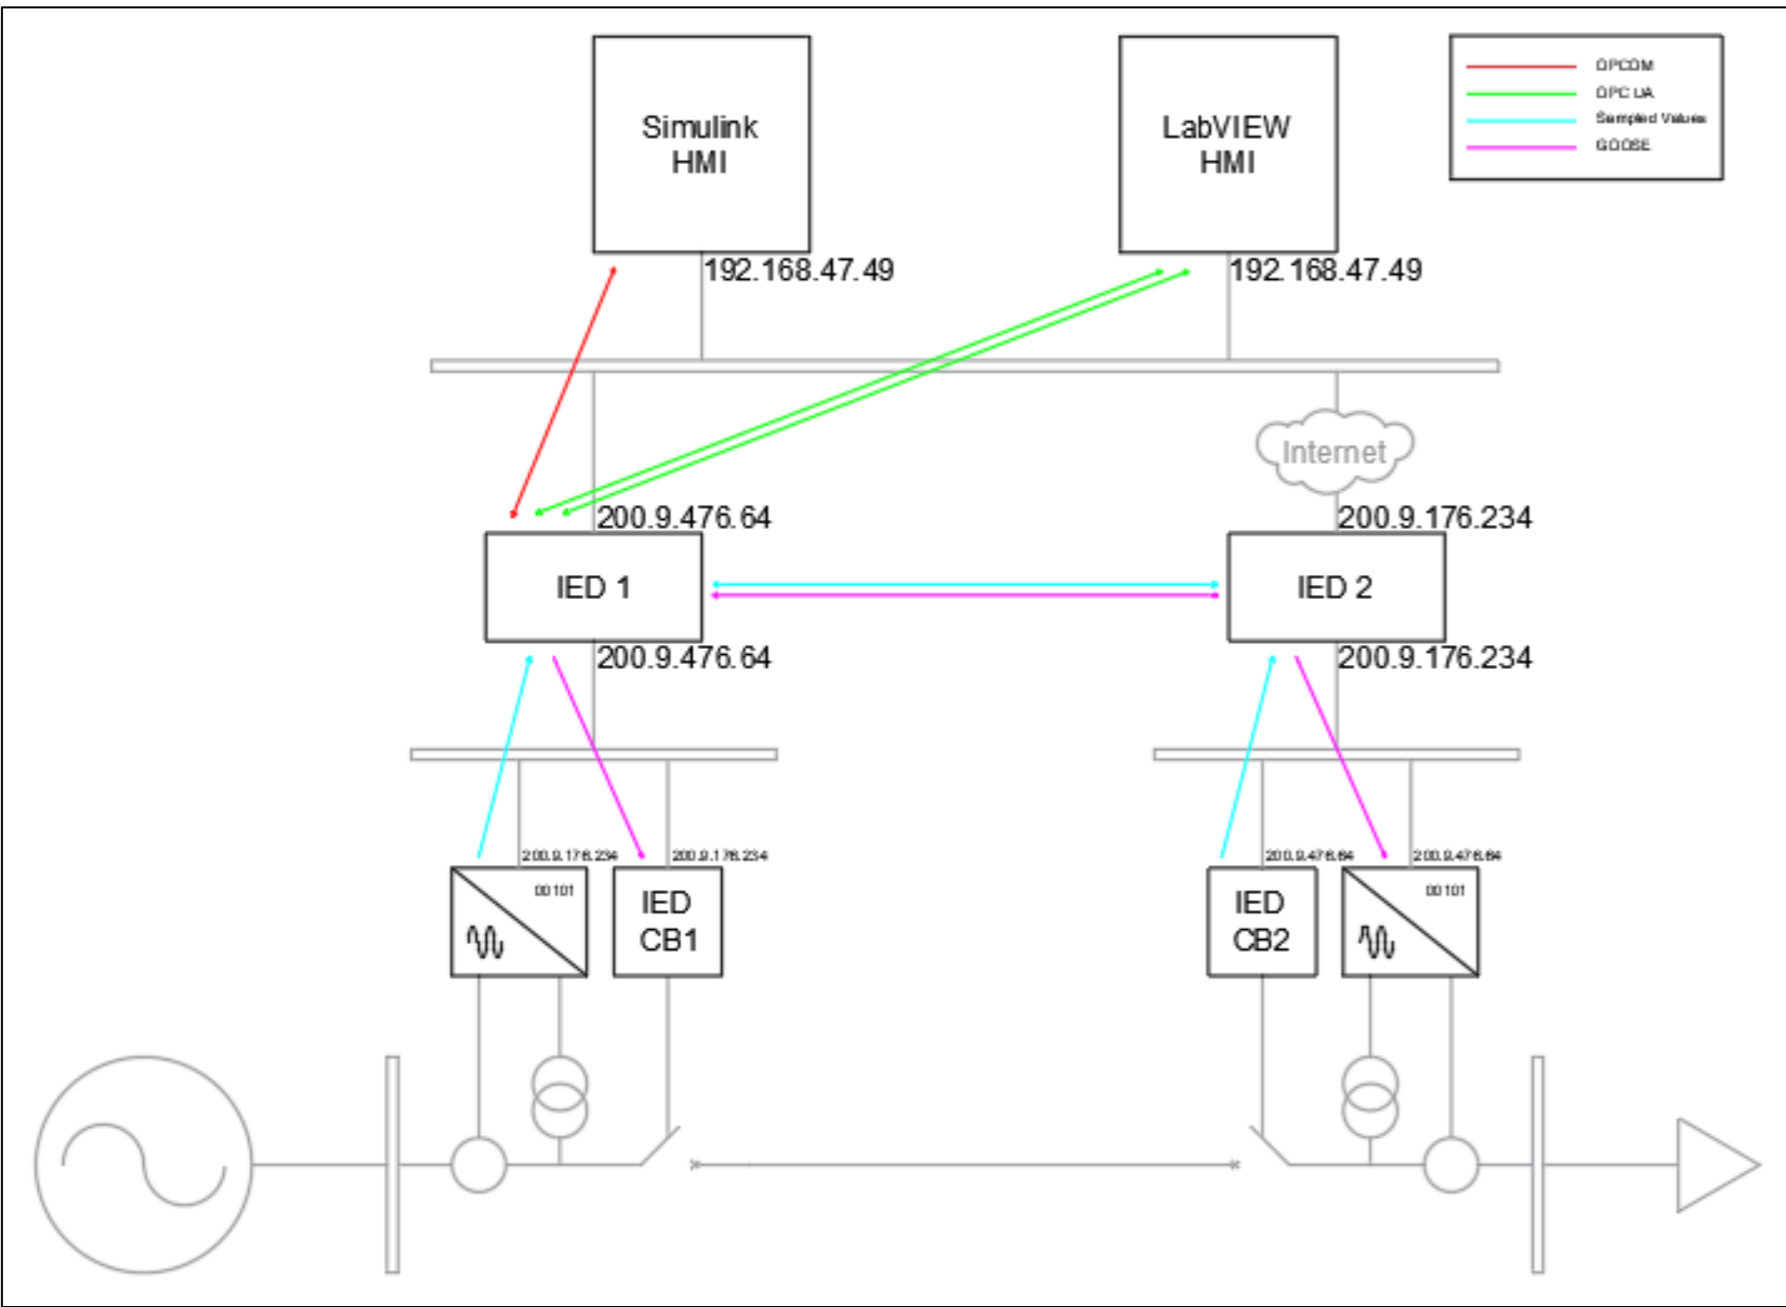 Simulink
HMI
LabVIEW
HMI
OPCOM
OPC UA
Sampled Values
GOOSE
192.168.47.49
192.168.47.49
Internet
200.9.476.64
200.9.176.234
IED 1
IED 2
200.9.476.64
200.9.176.234
200.9.176.234
200.9.176.234
200.9.476.64
200.9.476.64
00101
IED
CB1
IED
CB2
00101